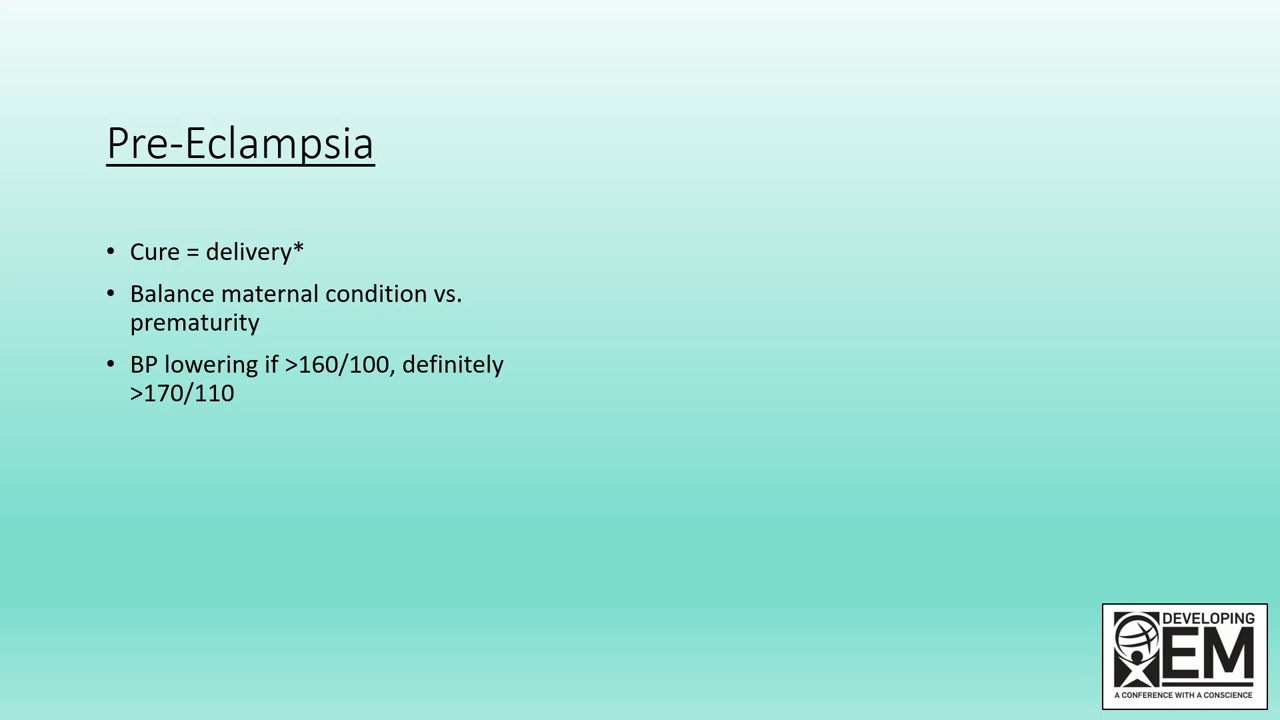 Pre-Eclampsia
• Cure = delivery*
• Balance maternal condition vs.
prematurity
• BP lowering if >160/100, definitely
>170/110
DEVELOPING
EM
A CONFERENCE WITH A CONSCIENCE